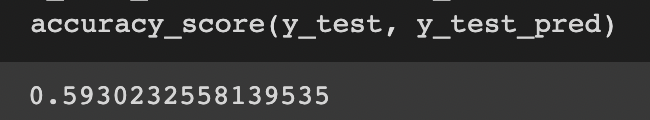 accuracy_score(y_test, y_test_pred)
0.5930232558139535